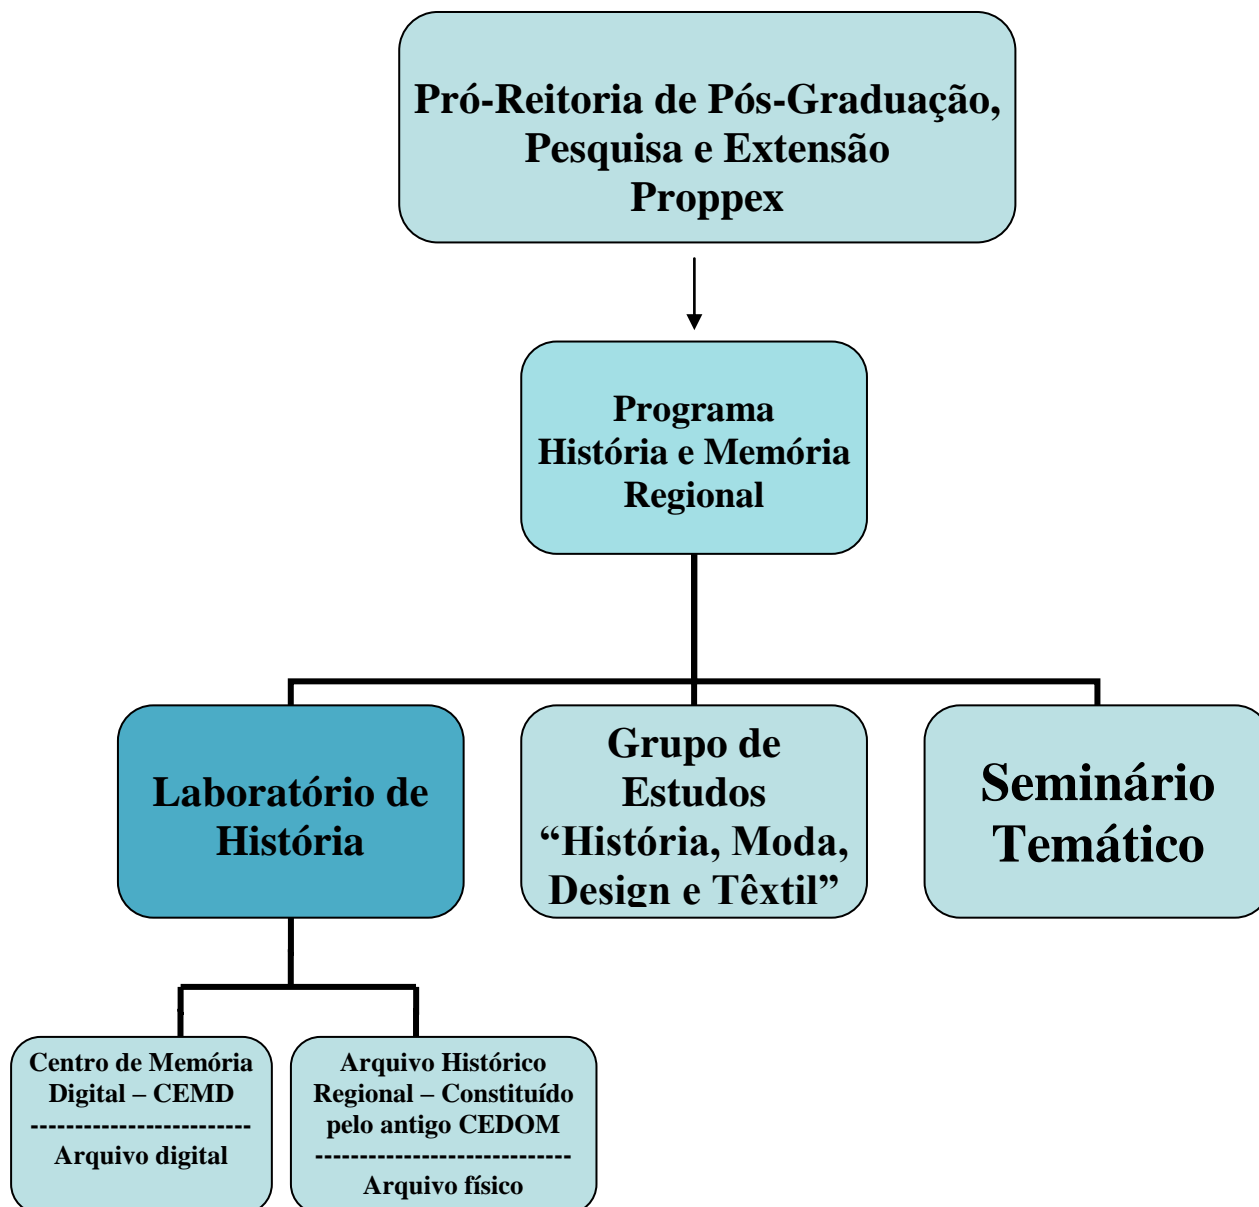 Pró-Reitoria de Pós-Graduação,
Pesquisa e Extensão
Proppex
Programa
História e Memória
Regional
Laboratório de
História
Grupo de
Estudos
“História, Moda,
Design e Têxtil”
Seminário
Temático
Centro de Memória
Digital – CEMD
-------------------------
Arquivo digital
Arquivo Histórico
Regional – Constituído
pelo antigo CEDOM
-----------------------------
Arquivo físico